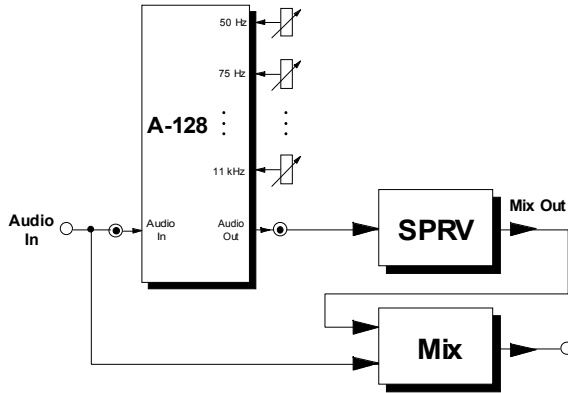 50 Hz
75 Hz
A-128
11 kHz
Audio
In
Audio
In
Audio
Out
SPRV
Mix Out
Mix